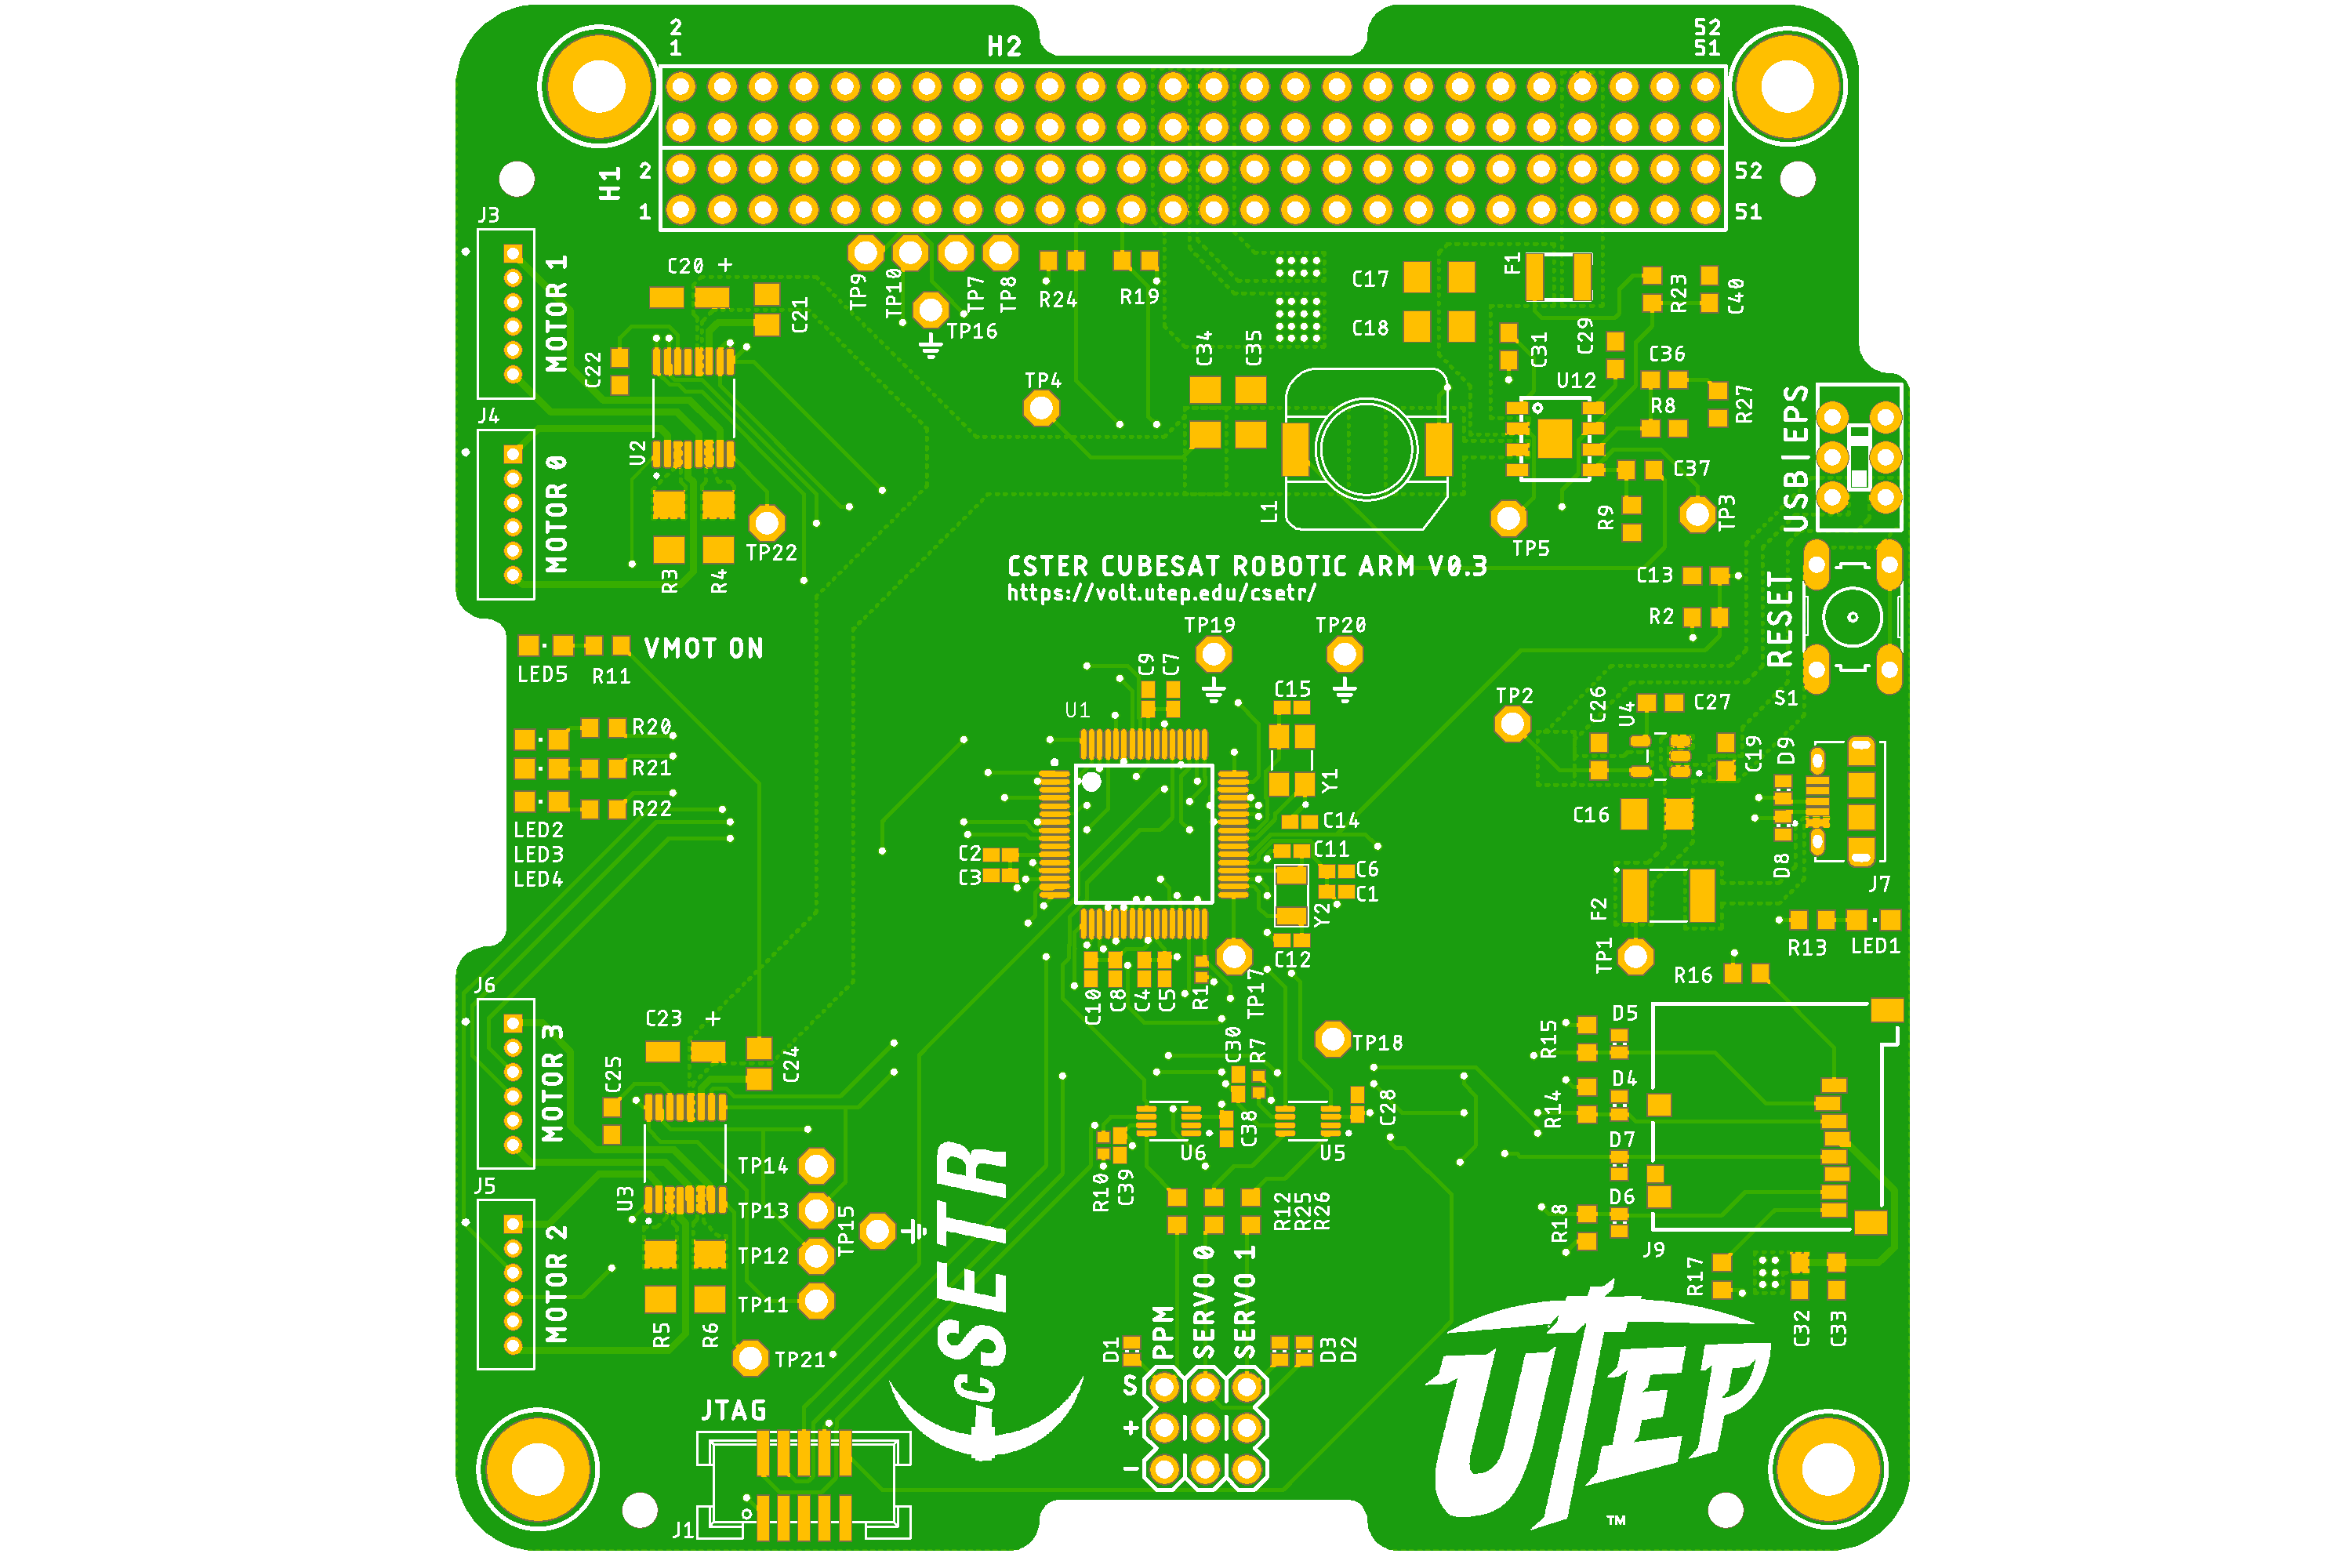 2
1
H2
52
51
H1
2
1
52
51
J3
MOTOR 1
C20 +
C21
C22
TP9
TP10
TP7
TP8
TP16
R24
R19
C17
C18
F1
R23
C40
C34
C35
C31
C29
C36
U12
R8
R27
TP4
J4
MOTOR 0
U2
R3
R4
TP22
L1
C37
R9
TP3
TP5
USB|EPS
CSTER CUBESAT ROBOTIC ARM V0.3
https://volt.utep.edu/csetr/
C13
R2
RESET
S1
TP19
TP20
LED5
R11
VMOT ON
C9
C7
U1
C15
TP2
C26
U4
C27
R20
R21
R22
LED2
LED3
LED4
Y1
C14
C11
C6
C1
Y2
C12
C2
C3
C19
D9
C16
D8
J7
F2
TP1
R13
LED1
R16
C10
C8
C4
C5
R1
TP17
J6
MOTOR 3
C23 +
C24
C25
U3
C30
R7
TP18
C38
C28
U6
U5
R10
C39
R15
D5
D4
R14
D7
D6
R18
J9
R17
C32
C33
J5
MOTOR 2
R5
R6
TP14
TP13
TP12
TP11
TP15
TP21
R12
R25
R26
CSETR
D1
PPM
SERVO 0
SERVO 1
D3
D2
S
+
-
JTAG
J1
UTEP
TM